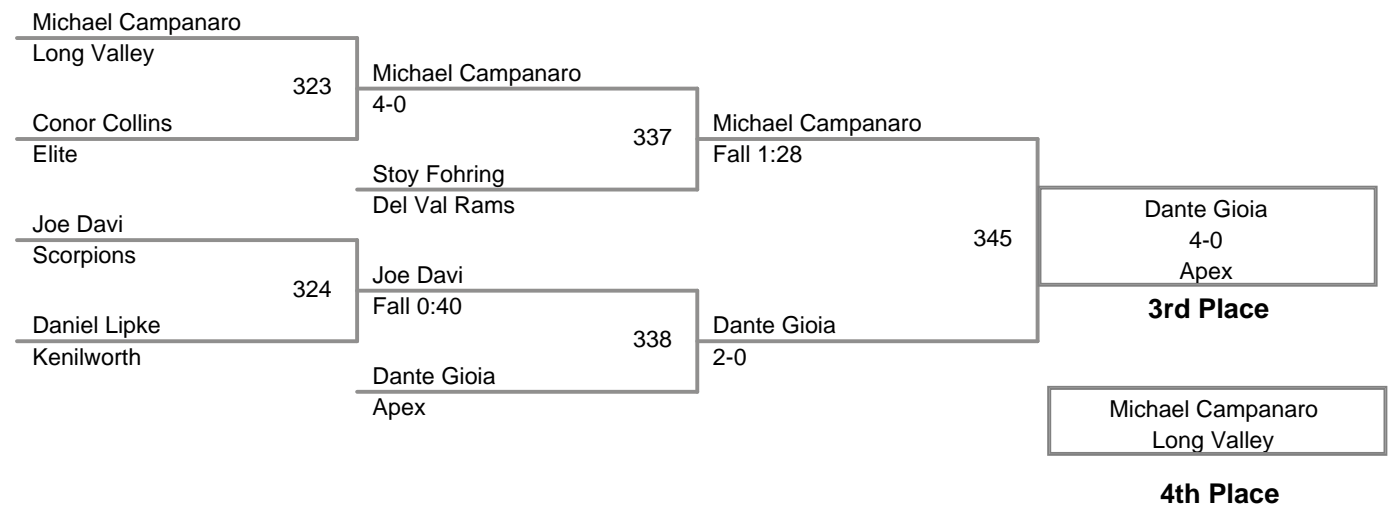 Michael Campanaro
Long Valley
323
Conor Collins
Elite
Joe Davi
Scorpions
324
Daniel Lipke
Kenilworth
Michael Campanaro
4-0
337
Stoy Fohring
Del Val Rams
Joe Davi
Fall 0:40
338
Dante Gioia
Apex
Michael Campanaro
Fall 1:28
345
Dante Gioia
2-0
Dante Gioia
4-0
Apex
3rd Place
Michael Campanaro
Long Valley
4th Place